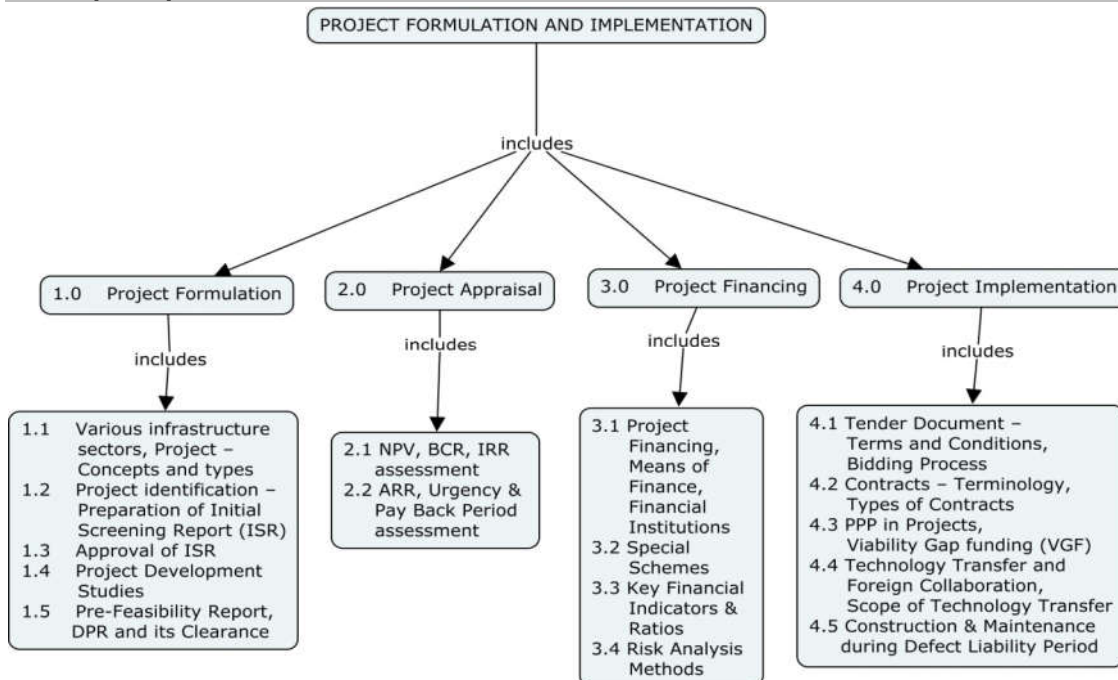 PROJECT FORMULATION AND IMPLEMENTATION
includes
1.0 Project Formulation
2.0 Project Appraisal
3.0 Project Financing
4.0 Project Implementation
includes
includes
includes
includes
1.1 Various infrastructure
sectors, Project –
Concepts and types
1.2 Project identification –
Preparation of Initial
Screening Report (ISR)
1.3 Approval of ISR
1.4 Project Development
Studies
1.5 Pre-Feasibility Report,
DPR and its Clearance
2.1 NPV, BCR, IRR
assessment
2.2 ARR, Urgency &
Pay Back Period
assessment
3.1 Project
Financing,
Means of
Finance,
Financial
Institutions
3.2 Special
Schemes
3.3 Key Financial
Indicators &
Ratios
3.4 Risk Analysis
Methods
4.1 Tender Document –
Terms and Conditions,
Bidding Process
4.2 Contracts – Terminology,
Types of Contracts
4.3 PPP in Projects,
Viability Gap funding (VGF)
4.4 Technology Transfer and
Foreign Collaboration,
Scope of Technology Transfer
4.5 Construction & Maintenance
during Defect Liability Period